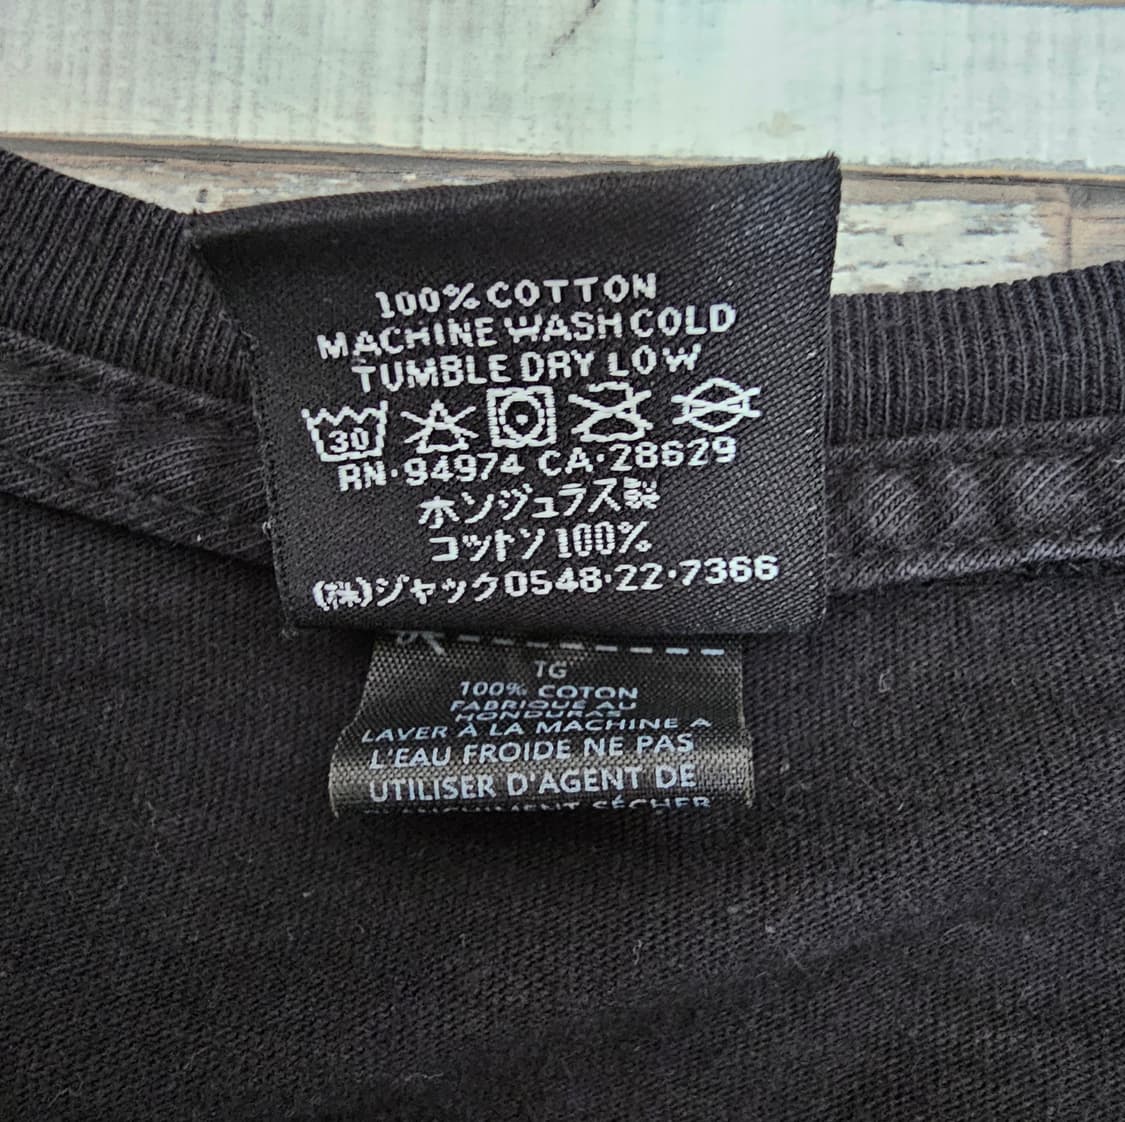 100% COTTON
MACHINE WASH COLD
TUMBLE DRY LOW
30
RN·94974 CA·28629
ホンジュラス製
コットン100%
(株)ジャック0548·22·7366
TG
100% COTON
FABRIQUÉ AU
HONDURAS
LAVER À LA MACHINE A
L'EAU FROIDE NE PAS
UTILISER D'AGENT DE
SÉCHER